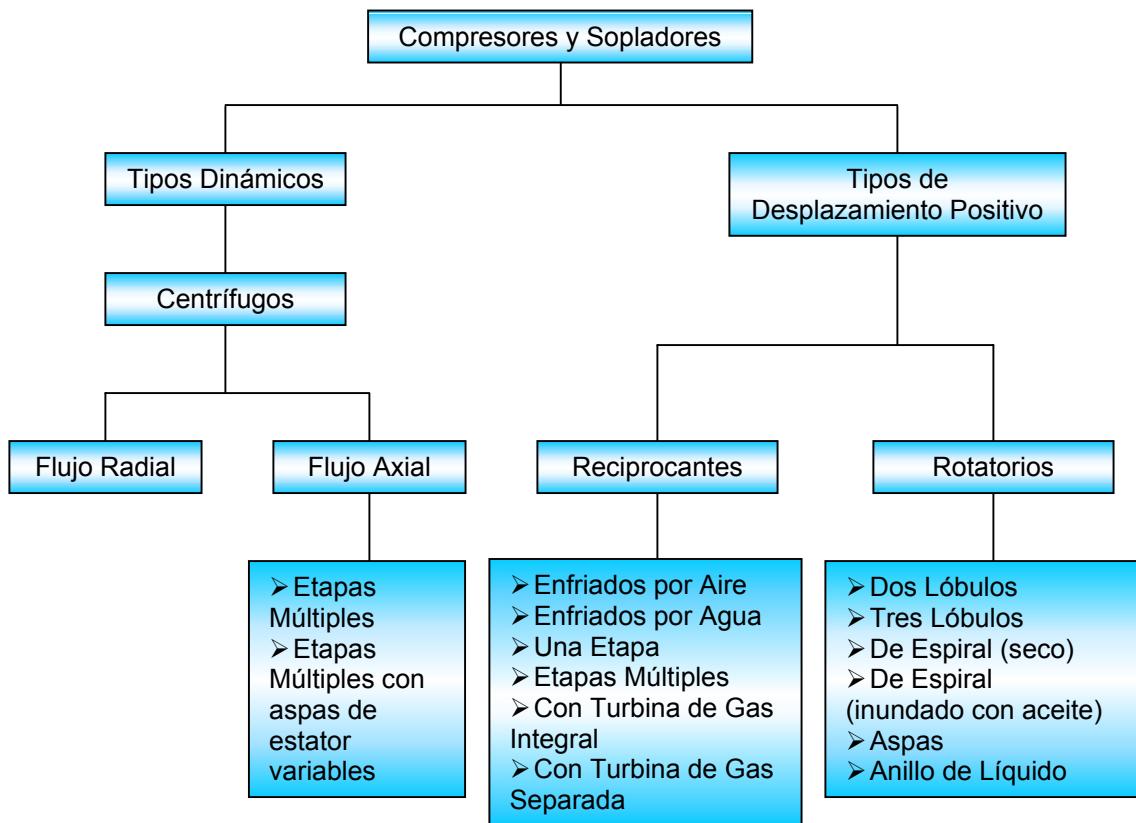 Compresores y Sopladores
Tipos Dinámicos
Tipos de
Desplazamiento Positivo
Centrífugos
Flujo Radial
Flujo Axial
Reciprocantes
Rotatorios
➢ Etapas
Múltiples
➢ Etapas
Múltiples con
aspas de
estator
variables
➢ Enfriados por Aire
➢ Enfriados por Agua
➢ Una Etapa
➢ Etapas Múltiples
➢ Con Turbina de Gas
Integral
➢ Con Turbina de Gas
Separada
➢ Dos Lóbulos
➢ Tres Lóbulos
➢ De Espiral (seco)
➢ De Espiral
(inundado con aceite)
➢ Aspas
➢ Anillo de Líquido